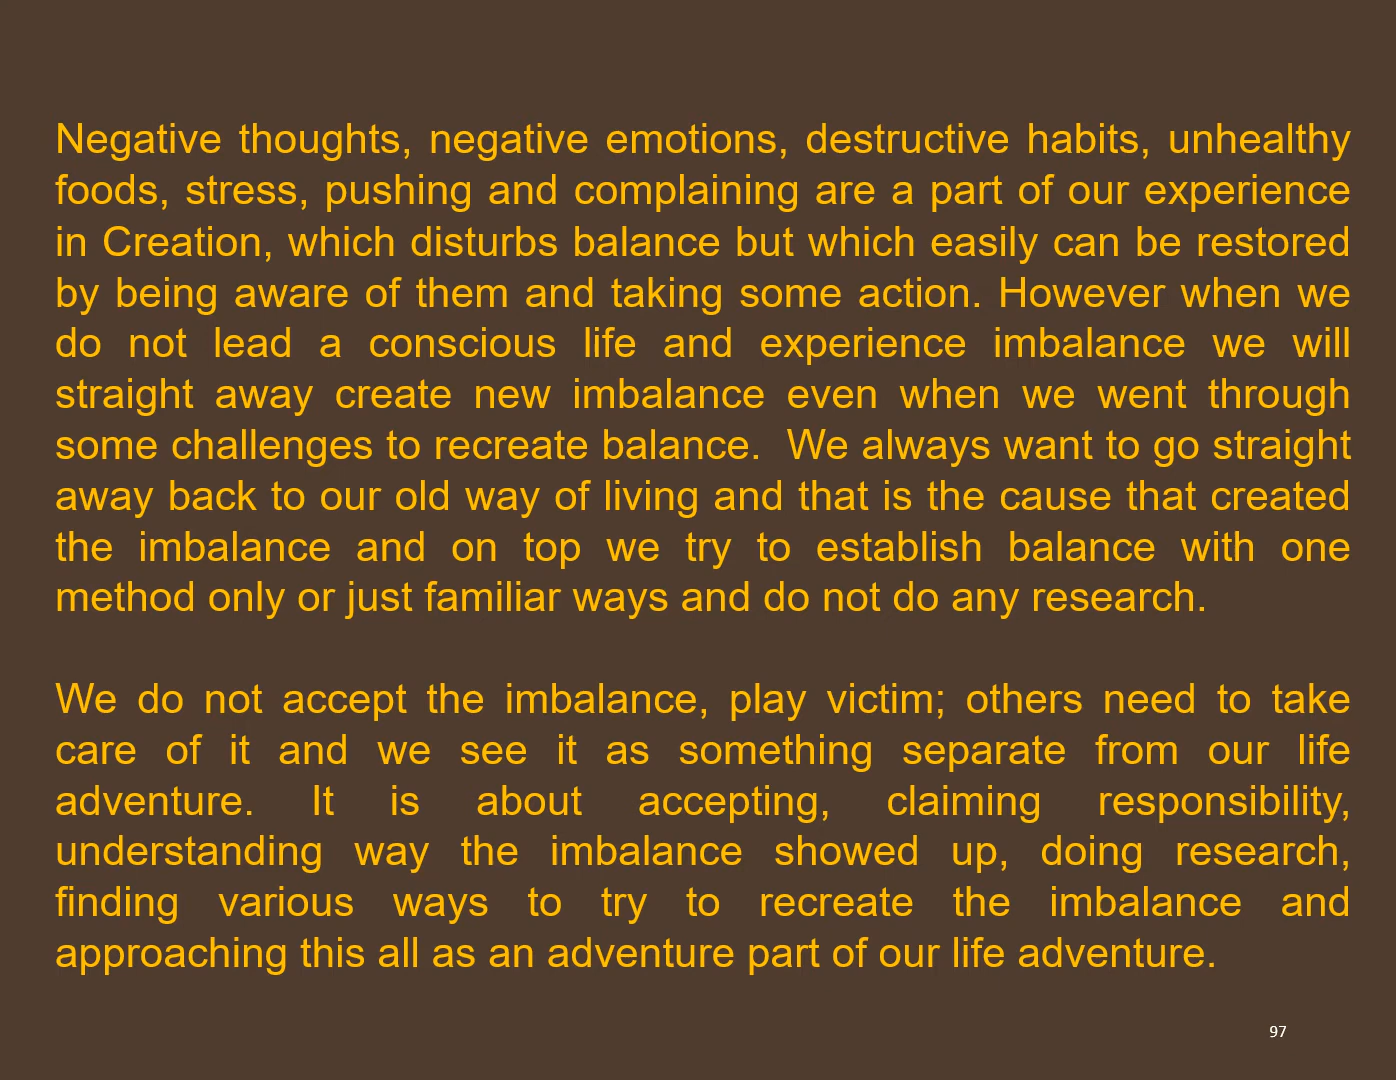 Negative thoughts, negative emotions, destructive habits, unhealthy
foods, stress, pushing and complaining are a part of our experience
in Creation, which disturbs balance but which easily can be restored
by being aware of them and taking some action. However when we
do not lead a conscious life and experience imbalance we will
straight away create new imbalance even when we went through
some challenges to recreate balance.  We always want to go straight
away back to our old way of living and that is the cause that created
the imbalance and on top we try to establish balance with one
method only or just familiar ways and do not do any research.

We do not accept the imbalance, play victim; others need to take
care of it and we see it as something separate from our life
adventure. It is about accepting, claiming responsibility,
understanding way the imbalance showed up, doing research,
finding various ways to try to recreate the imbalance and
approaching this all as an adventure part of our life adventure.
97